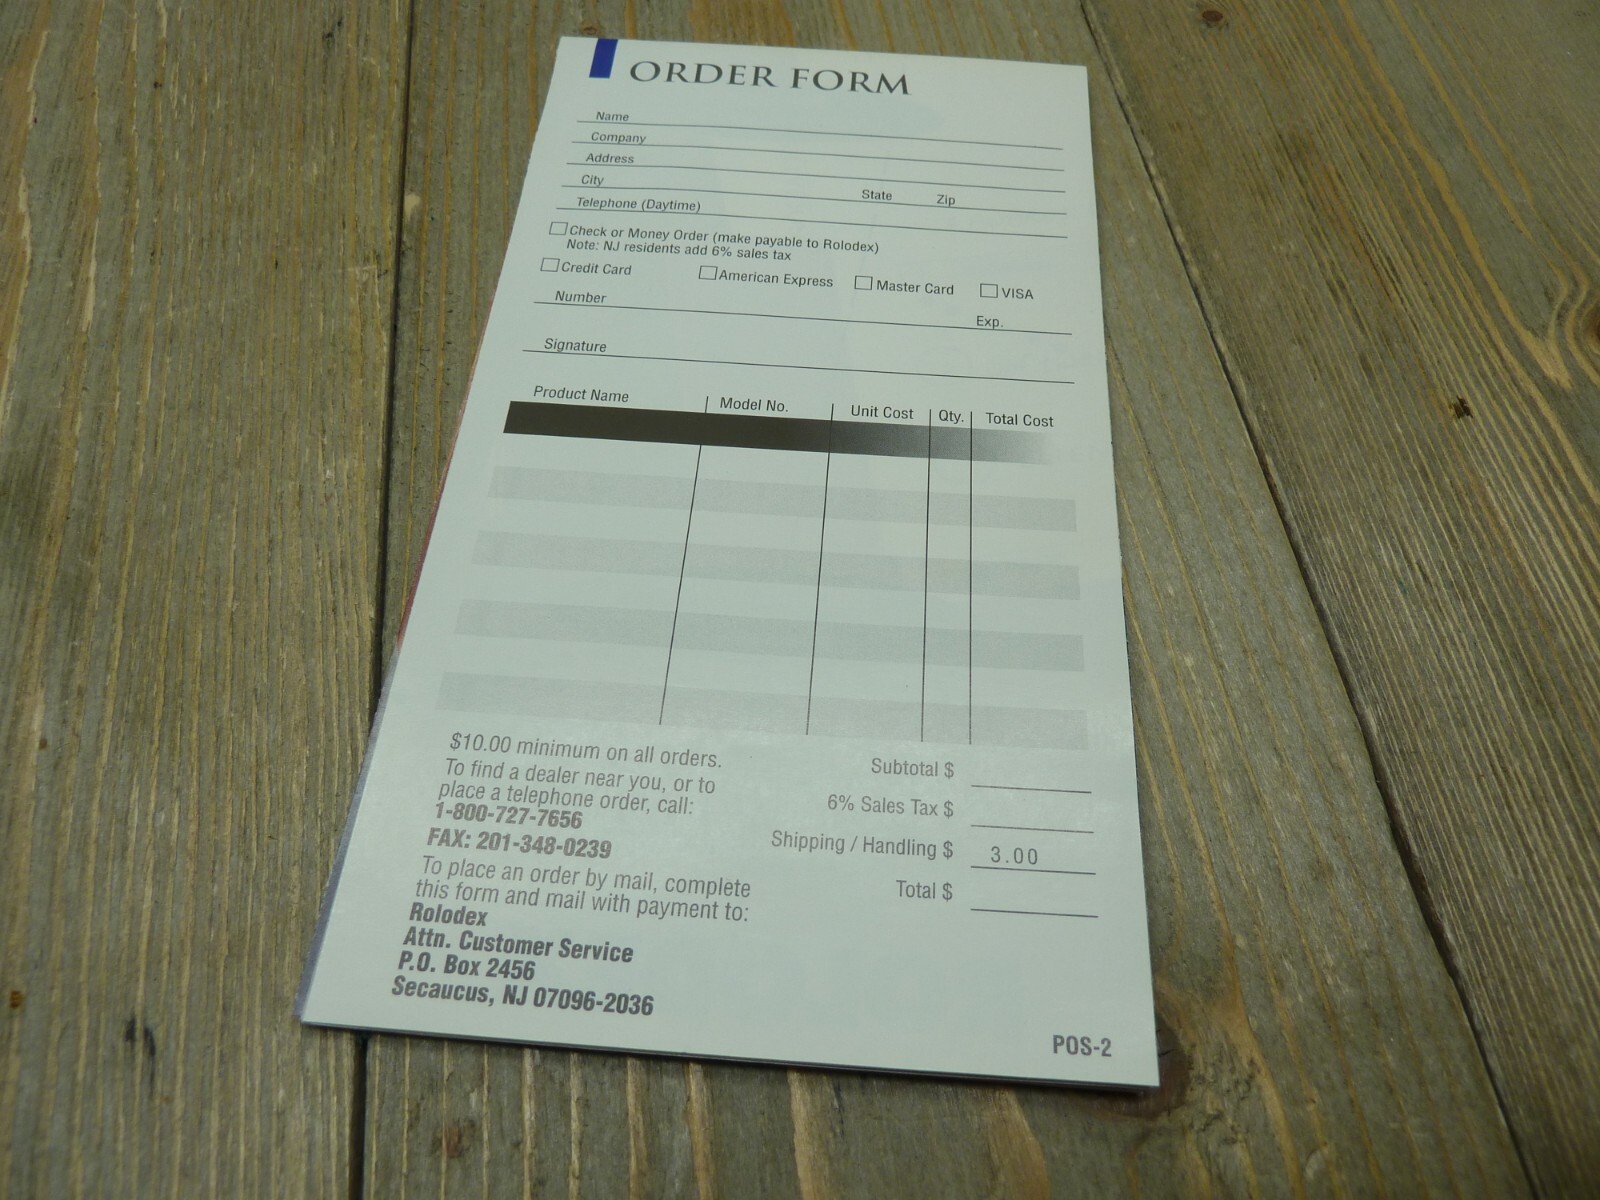 ORDER FORM
Name
Company
Address
City State Zip
Telephone (Daytime)
Check or Money Order (make payable to Rolodex)
Note: NJ residents add 6% sales tax
Credit Card American Express Master Card VISA
Number Exp.
Signature
Product Name Model No. Unit Cost Qty. Total Cost
$10.00 minimum on all orders.
To find a dealer near you, or to
place a telephone order, call:
1-800-727-7656
FAX: 201-348-0239
To place an order by mail, complete
this form and mail with payment to:
Rolodex
Attn. Customer Service
P.O. Box 2456
Secaucus, NJ 07096-2036
Subtotal $
6% Sales Tax $
Shipping / Handling $ 3.00
Total $
POS-2